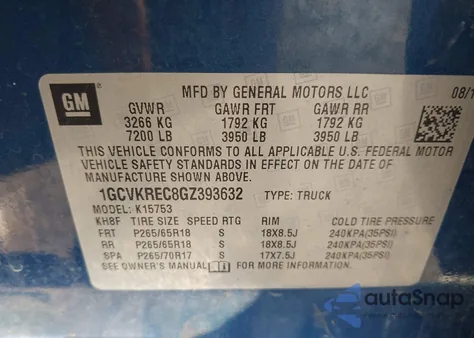 GM
MFD BY GENERAL MOTORS LLC 08/1
GVWR GAWR FRT GAWR RR
3266 KG 1792 KG 1792 KG
7200 LB 3950 LB 3950 LB
THIS VEHICLE CONFORMS TO ALL APPLICABLE U.S. FEDERAL MOTOR
VEHICLE SAFETY STANDARDS IN EFFECT ON THE DATE OF MANUFACTURE
SHOWN ABOVE.
1GCVKREC8GZ393632 TYPE: TRUCK
MODEL: K15753
KH8F TIRE SIZE SPEED RTG RIM COLD TIRE PRESSURE
FRT P265/65R18 S 18X8.5J 240KPA(35PSI)
RR P265/65R18 S 18X8.5J 240KPA(35PSI)
SPA P265/70R17 S 17X7.5J 240KPA(35PSI)
SEE OWNER'S MANUAL FOR MORE INFORMATION
autoSnap